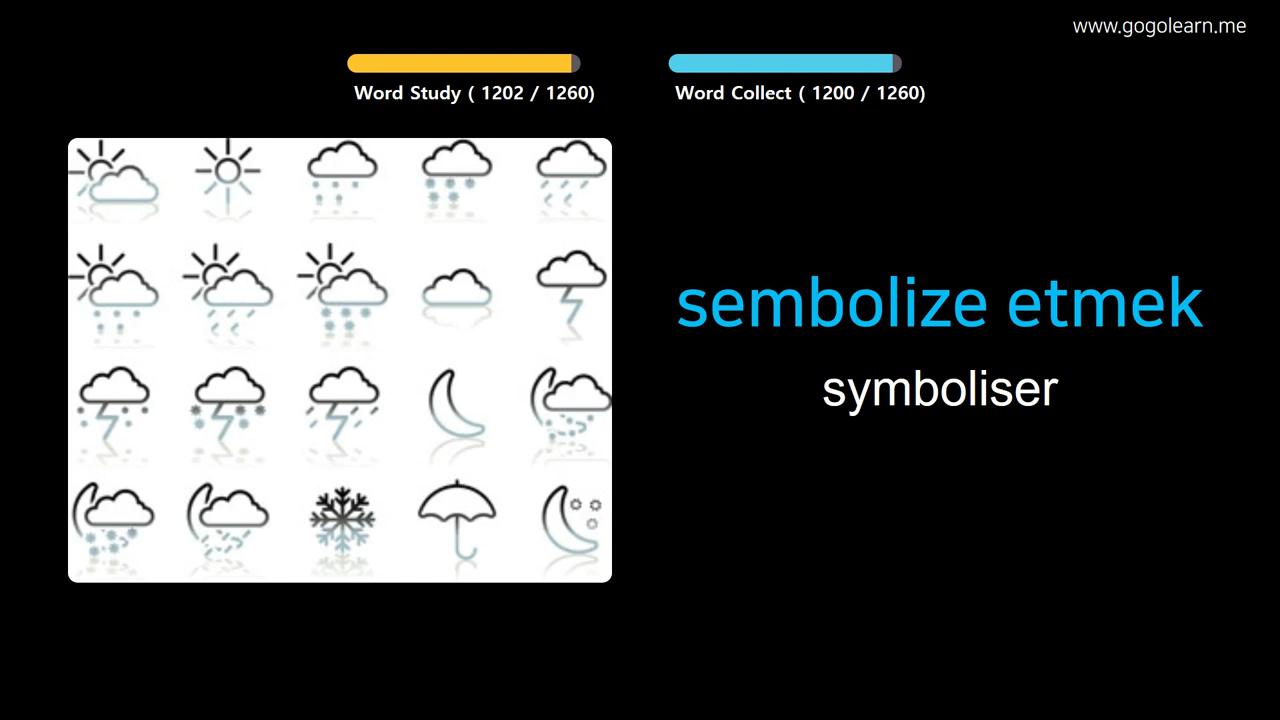 www.gogolearn.me
Word Study ( 1202 / 1260)
Word Collect ( 1200 / 1260)
sembolize etmek
symboliser